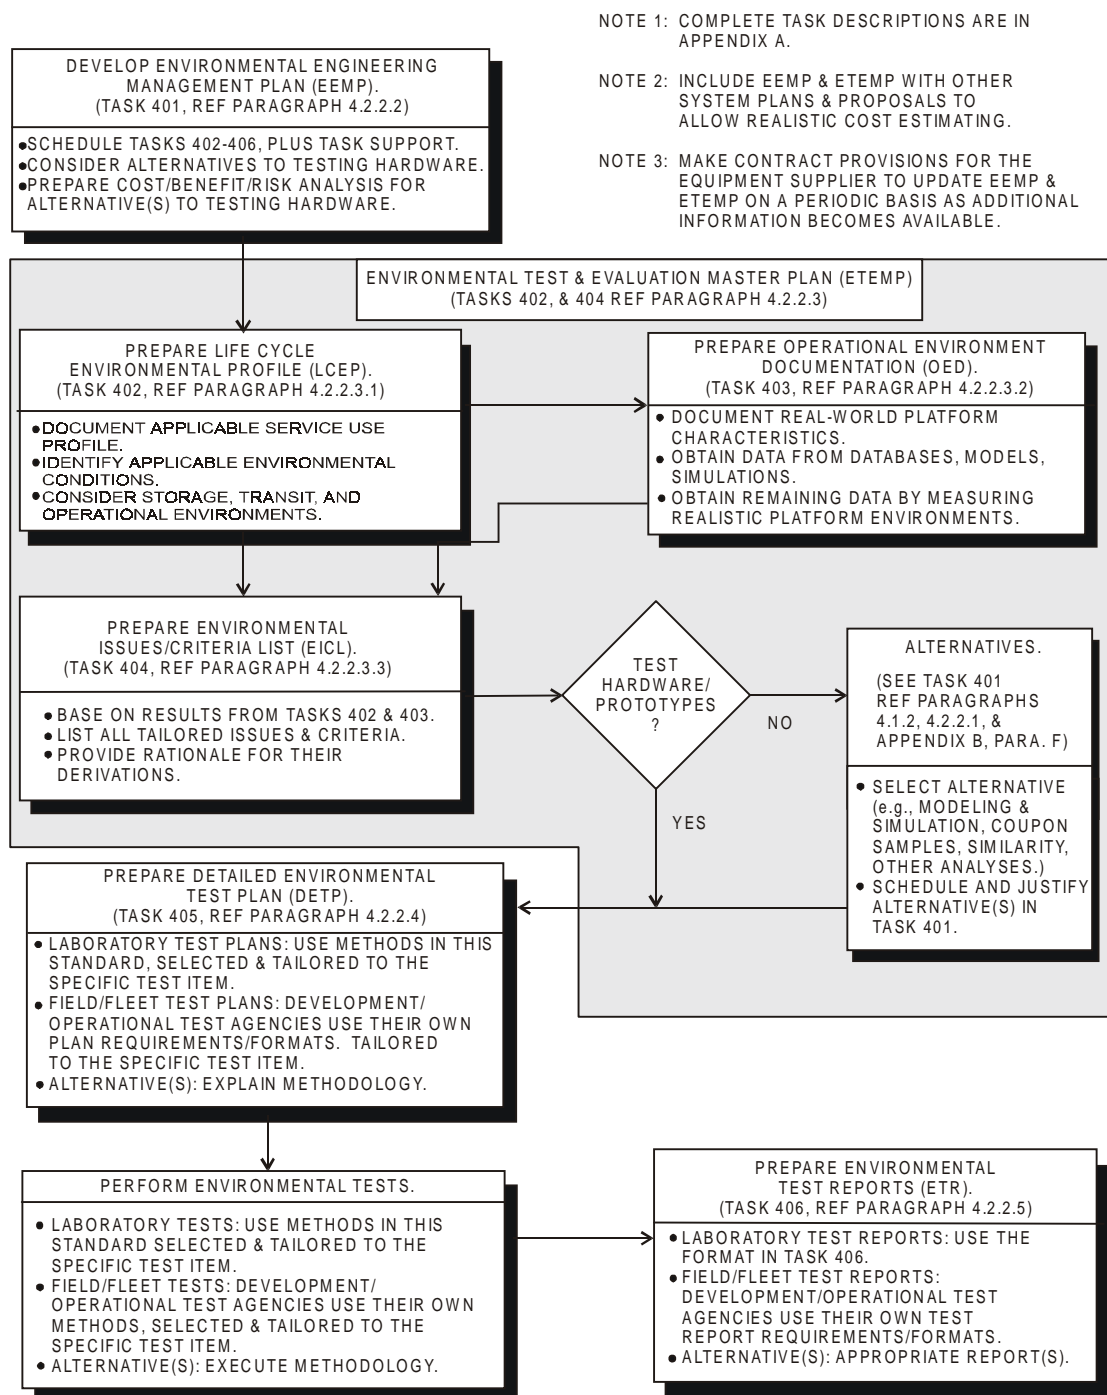 NOTE 1: COMPLETE TASK DESCRIPTIONS ARE IN
APPENDIX A.
NOTE 2: INCLUDE EEMP & ETEMP WITH OTHER
SYSTEM PLANS & PROPOSALS TO
ALLOW REALISTIC COST ESTIMATING.
NOTE 3: MAKE CONTRACT PROVISIONS FOR THE
EQUIPMENT SUPPLIER TO UPDATE EEMP &
ETEMP ON A PERIODIC BASIS AS ADDITIONAL
INFORMATION BECOMES AVAILABLE.
DEVELOP ENVIRONMENTAL ENGINEERING
MANAGEMENT PLAN (EEMP).
(TASK 401, REF PARAGRAPH 4.2.2.2)
●SCHEDULE TASKS 402-406, PLUS TASK SUPPORT.
●CONSIDER ALTERNATIVES TO TESTING HARDWARE.
●PREPARE COST/BENEFIT/RISK ANALYSIS FOR
ALTERNATIVE(S) TO TESTING HARDWARE.
ENVIRONMENTAL TEST & EVALUATION MASTER PLAN (ETEMP)
(TASKS 402, & 404 REF PARAGRAPH 4.2.2.3)
PREPARE LIFE CYCLE
ENVIRONMENTAL PROFILE (LCEP).
(TASK 402, REF PARAGRAPH 4.2.2.3.1)
●DOCUMENT APPLICABLE SERVICE USE
PROFILE.
●IDENTIFY APPLICABLE ENVIRONMENTAL
CONDITIONS.
●CONSIDER STORAGE, TRANSIT, AND
OPERATIONAL ENVIRONMENTS.
PREPARE OPERATIONAL ENVIRONMENT
DOCUMENTATION (OED).
(TASK 403, REF PARAGRAPH 4.2.2.3.2)
● DOCUMENT REAL-WORLD PLATFORM
CHARACTERISTICS.
● OBTAIN DATA FROM DATABASES, MODELS,
SIMULATIONS.
● OBTAIN REMAINING DATA BY MEASURING
REALISTIC PLATFORM ENVIRONMENTS.
PREPARE ENVIRONMENTAL
ISSUES/CRITERIA LIST (EICL).
(TASK 404, REF PARAGRAPH 4.2.2.3.3)
● BASE ON RESULTS FROM TASKS 402 & 403.
● LIST ALL TAILORED ISSUES & CRITERIA.
● PROVIDE RATIONALE FOR THEIR
DERIVATIONS.
TEST
HARDWARE/
PROTOTYPES
?
NO
YES
ALTERNATIVES.
(SEE TASK 401
REF PARAGRAPHS
4.1.2, 4.2.2.1, &
APPENDIX B, PARA. F)
● SELECT ALTERNATIVE
(e.g., MODELING &
SIMULATION, COUPON
SAMPLES, SIMILARITY,
OTHER ANALYSES.)
● SCHEDULE AND JUSTIFY
ALTERNATIVE(S) IN
TASK 401.
PREPARE DETAILED ENVIRONMENTAL
TEST PLAN (DETP).
(TASK 405, REF PARAGRAPH 4.2.2.4)
● LABORATORY TEST PLANS: USE METHODS IN THIS
STANDARD, SELECTED & TAILORED TO THE
SPECIFIC TEST ITEM.
● FIELD/FLEET TEST PLANS: DEVELOPMENT/
OPERATIONAL TEST AGENCIES USE THEIR OWN
PLAN REQUIREMENTS/FORMATS. TAILORED
TO THE SPECIFIC TEST ITEM.
● ALTERNATIVE(S): EXPLAIN METHODOLOGY.
PERFORM ENVIRONMENTAL TESTS.
● LABORATORY TESTS: USE METHODS IN THIS
STANDARD SELECTED & TAILORED TO THE
SPECIFIC TEST ITEM.
● FIELD/FLEET TESTS: DEVELOPMENT/
OPERATIONAL TEST AGENCIES USE THEIR OWN
METHODS, SELECTED & TAILORED TO THE
SPECIFIC TEST ITEM.
● ALTERNATIVE(S): EXECUTE METHODOLOGY.
PREPARE ENVIRONMENTAL
TEST REPORTS (ETR).
(TASK 406, REF PARAGRAPH 4.2.2.5)
● LABORATORY TEST REPORTS: USE THE
FORMAT IN TASK 406.
● FIELD/FLEET TEST REPORTS:
DEVELOPMENT/OPERATIONAL TEST
AGENCIES USE THEIR OWN TEST
REPORT REQUIREMENTS/FORMATS.
● ALTERNATIVE(S): APPROPRIATE REPORT(S).